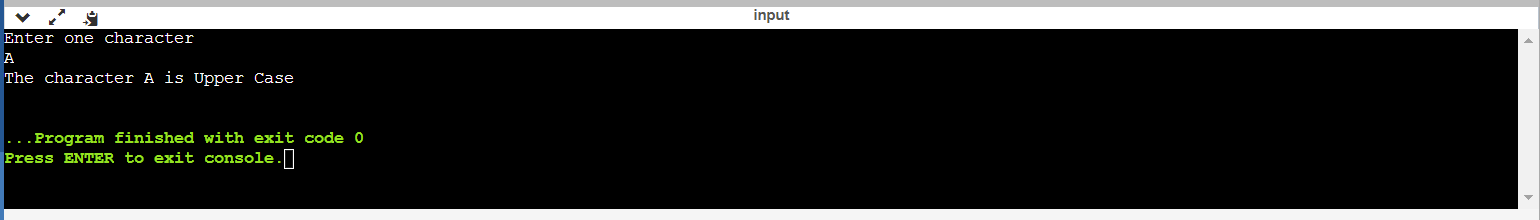 input
Enter one character
A
The character A is Upper Case
...Program finished with exit code 0
Press ENTER to exit console.